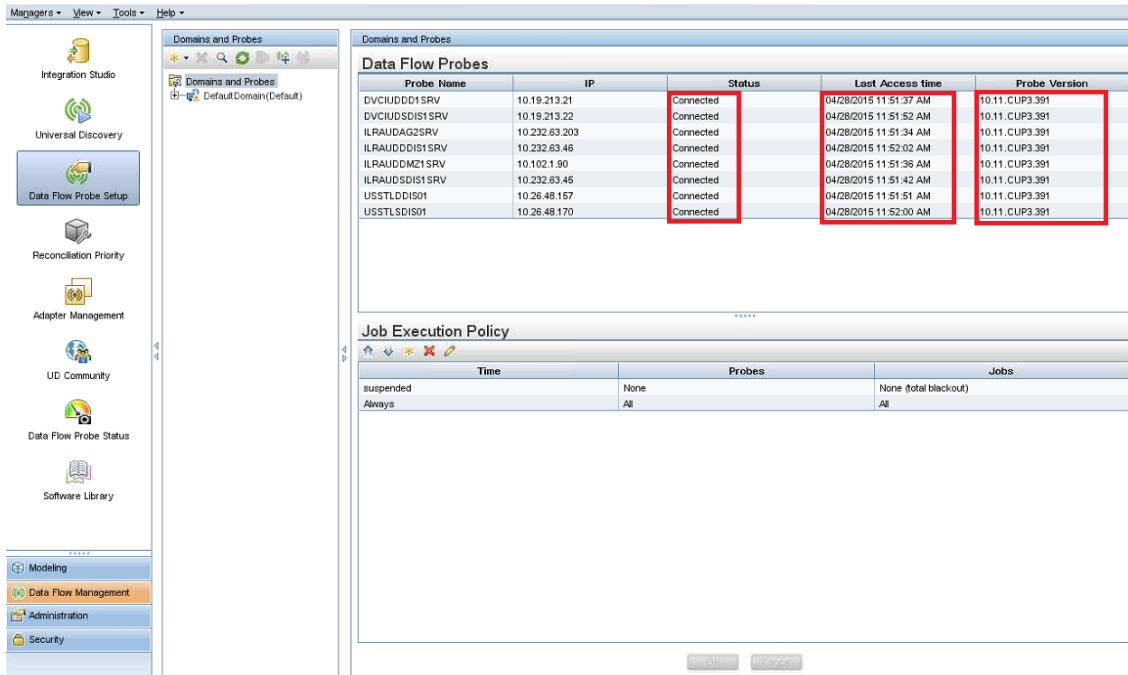 Managers View Tools Help
Integration Studio
Universal Discovery
Data Flow Probe Setup
Reconciliation Priority
Adapter Management
UD Community
Data Flow Probe Status
Software Library
Modeling
Data Flow Management
Administration
Security
Domains and Probes
Domains and Probes
DefaultDomain(Default)
Domains and Probes
Data Flow Probes
Probe Name IP Status Last Access time Probe Version
DVCIUDDD1SRV 10.19.213.21 Connected 04/28/2015 11:51:37 AM 10.11.CUP3.391
DVCIUDSDIS1SRV 10.19.213.22 Connected 04/28/2015 11:51:52 AM 10.11.CUP3.391
ILRAUDAG2SRV 10.232.63.203 Connected 04/28/2015 11:51:34 AM 10.11.CUP3.391
ILRAUDDDIS1SRV 10.232.63.46 Connected 04/28/2015 11:52:02 AM 10.11.CUP3.391
ILRAUDDMZ1SRV 10.102.1.90 Connected 04/28/2015 11:51:36 AM 10.11.CUP3.391
ILRAUDSDIS1SRV 10.232.63.45 Connected 04/28/2015 11:51:42 AM 10.11.CUP3.391
USSTLDDIS01 10.26.48.157 Connected 04/28/2015 11:51:51 AM 10.11.CUP3.391
USSTLSDIS01 10.26.48.170 Connected 04/28/2015 11:52:00 AM 10.11.CUP3.391
Job Execution Policy
Time Probes Jobs
suspended None None (total blackout)
Always All All
OK Cancel